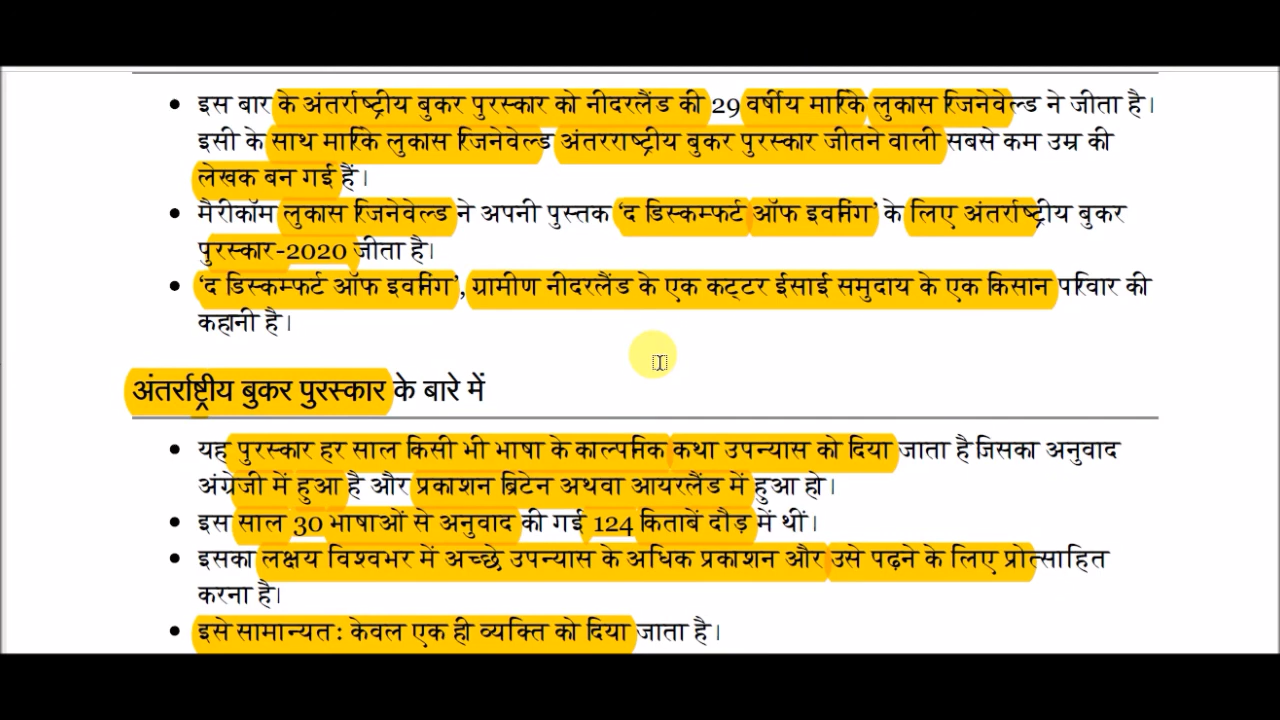 • इस बार के अंतर्राष्ट्रीय बुकर पुरस्कार को नीदरलैंड की 29 वर्षीय मारिके लुकास रिजनेवेल्ड ने जीता है।
इसी के साथ मारिके लुकास रिजनेवेल्ड अंतरराष्ट्रीय बुकर पुरस्कार जीतने वाली सबसे कम उम्र की
लेखक बन गई हैं।
• मैरीकॉम लुकास रिजनेवेल्ड ने अपनी पुस्तक ‘द डिस्कम्फर्ट ऑफ इवनिंग’ के लिए अंतर्राष्ट्रीय बुकर
पुरस्कार-2020 जीता है।
• ‘द डिस्कम्फर्ट ऑफ इवनिंग’, ग्रामीण नीदरलैंड के एक कट्टर ईसाई समुदाय के एक किसान परिवार की
कहानी है।
अंतर्राष्ट्रीय बुकर पुरस्कार के बारे में
• यह पुरस्कार हर साल किसी भी भाषा के काल्पनिक कथा उपन्यास को दिया जाता है जिसका अनुवाद
अंग्रेजी में हुआ है और प्रकाशन ब्रिटेन अथवा आयरलैंड में हुआ हो।
• इस साल 30 भाषाओं से अनुवाद की गई 124 किताबें दौड़ में थीं।
• इसका लक्षय विश्वभर में अच्छे उपन्यास के अधिक प्रकाशन और उसे पढ़ने के लिए प्रोत्साहित
करना है।
• इसे सामान्यत: केवल एक ही व्यक्ति को दिया जाता है।